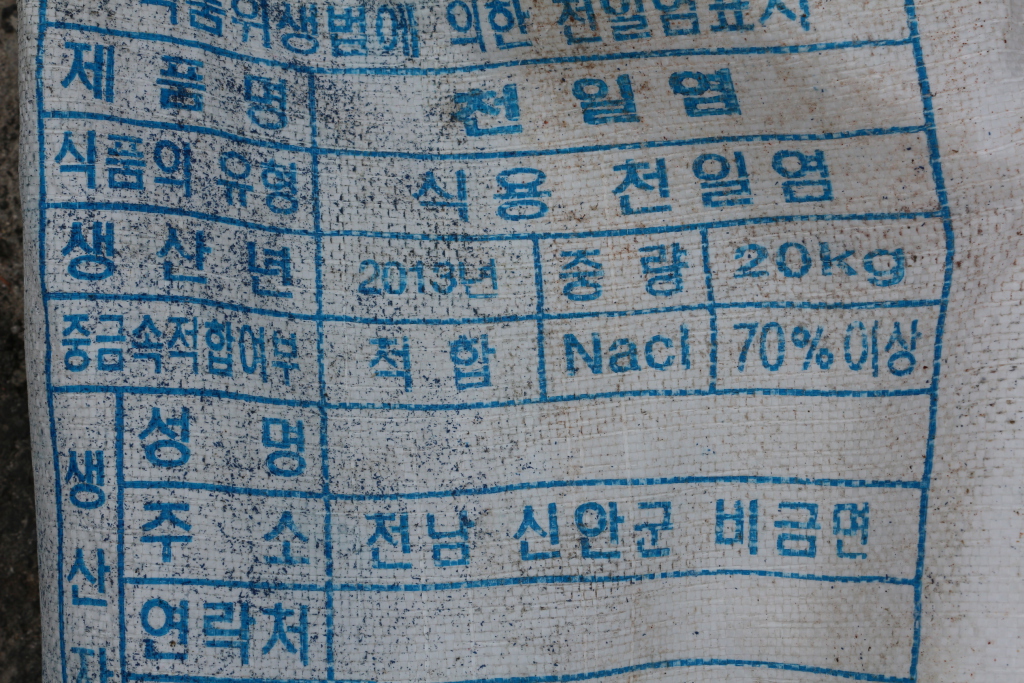 식품위생법에 의한 천일염표시
제품명 천일염
식품의 유형 식용 천일염
생산년 2013년 중량 20kg
중금속적합여부 적합 Nacl 70%이상
생산자
성명
주소 전남 신안군 비금면
연락처